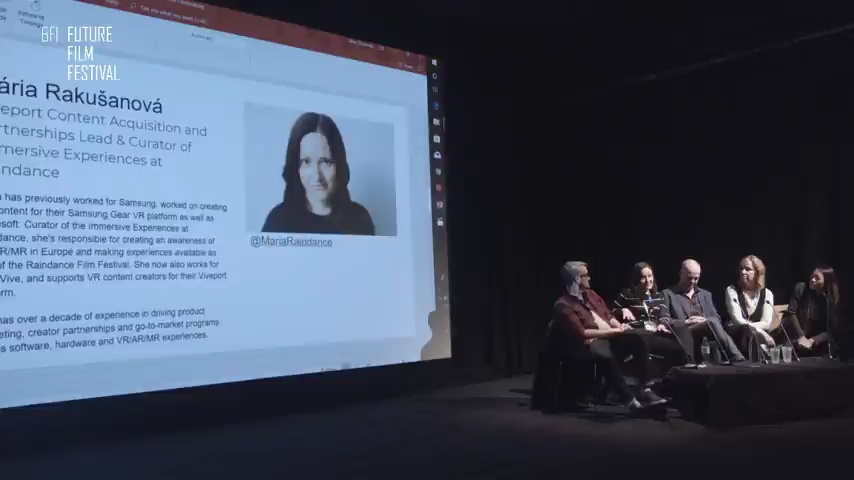 BFI FUTURE
FILM
FESTIVAL
ária Rakušanová
eport Content Acquisition and
rtnerships Lead & Curator of
mersive Experiences at
ndance
has previously worked for Samsung, worked on creating
ontent for their Samsung Gear VR platform as well as
soft. Curator of the Immersive Experiences at
dance, she's responsible for creating an awareness of
R/MR in Europe and making experiences available as
of the Raindance Film Festival. She now also works for
Vive, and supports VR content creators for their Viveport
rm.
has over a decade of experience in driving product
eting, creator partnerships and go-to-market programs
s software, hardware and VR/AR/MR experiences.
@MariaRaindance